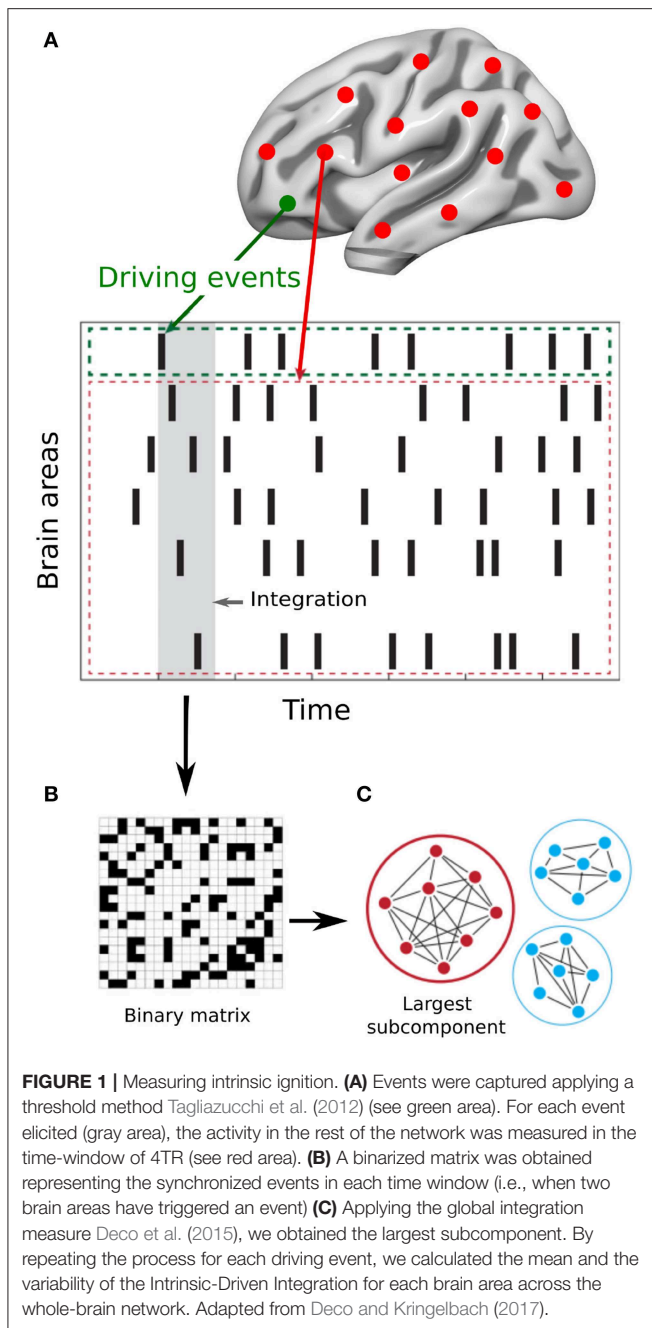 A
Driving events
Brain areas
Integration
Time
B
C
Binary matrix
Largest
subcomponent
FIGURE 1 | Measuring intrinsic ignition. (A) Events were captured applying a
threshold method Tagliazucchi et al. (2012) (see green area). For each event
elicited (gray area), the activity in the rest of the network was measured in the
time-window of 4TR (see red area). (B) A binarized matrix was obtained
representing the synchronized events in each time window (i.e., when two
brain areas have triggered an event) (C) Applying the global integration
measure Deco et al. (2015), we obtained the largest subcomponent. By
repeating the process for each driving event, we calculated the mean and the
variability of the Intrinsic-Driven Integration for each brain area across the
whole-brain network. Adapted from Deco and Kringelbach (2017).